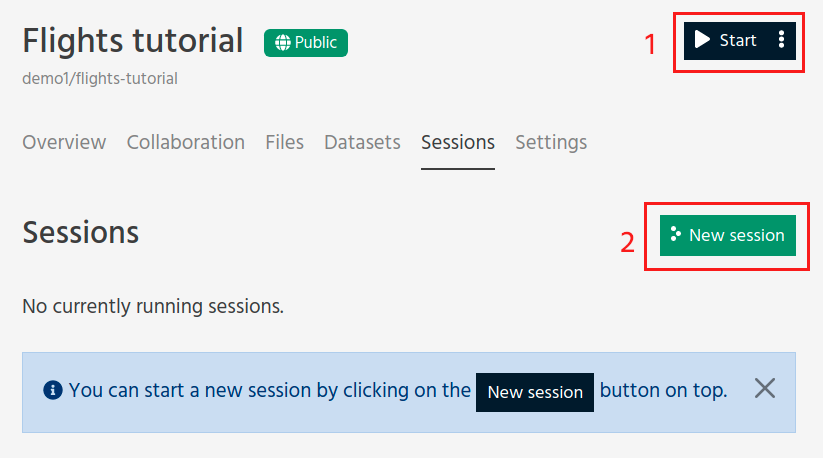 Flights tutorial Public 1 Start
demo1/flights-tutorial
Overview Collaboration Files Datasets Sessions Settings
Sessions 2 New session
No currently running sessions.
You can start a new session by clicking on the New session button on top.